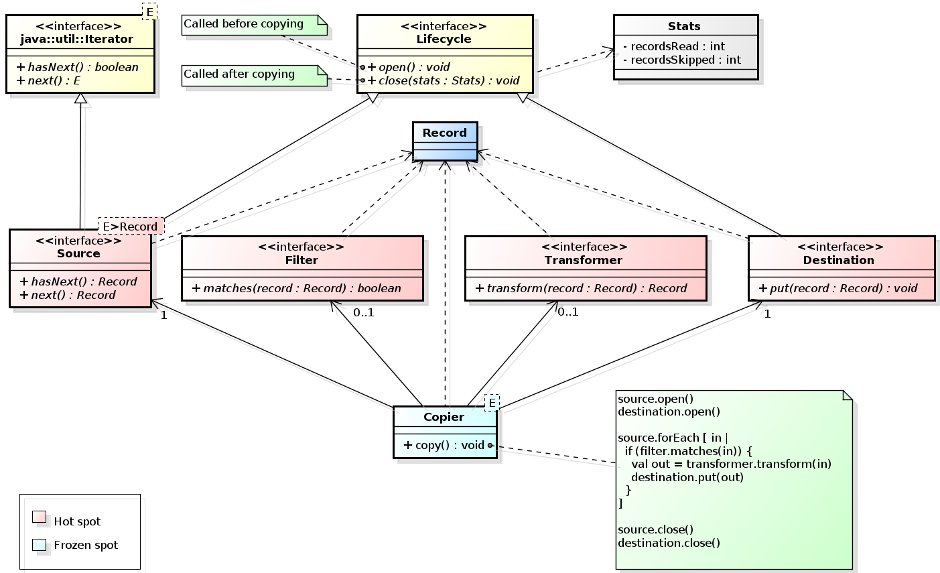 E
<<interface>>
java::util::Iterator
+ hasNext() : boolean
+ next() : E
Called before copying
Called after copying
<<interface>>
Lifecycle
+ open() : void
+ close(stats : Stats) : void
Stats
- recordsRead : int
- recordsSkipped : int
Record
E>Record
<<interface>>
Source
+ hasNext() : Record
+ next() : Record
<<interface>>
Filter
+ matches(record : Record) : boolean
<<interface>>
Transformer
+ transform(record : Record) : Record
<<interface>>
Destination
+ put(record : Record) : void
1
0..1
0..1
1
E
Copier
+ copy() : void
source.open()
destination.open()
source.forEach [ in |
if (filter.matches(in)) {
val out = transformer.transform(in)
destination.put(out)
}
]
source.close()
destination.close()
Hot spot
Frozen spot